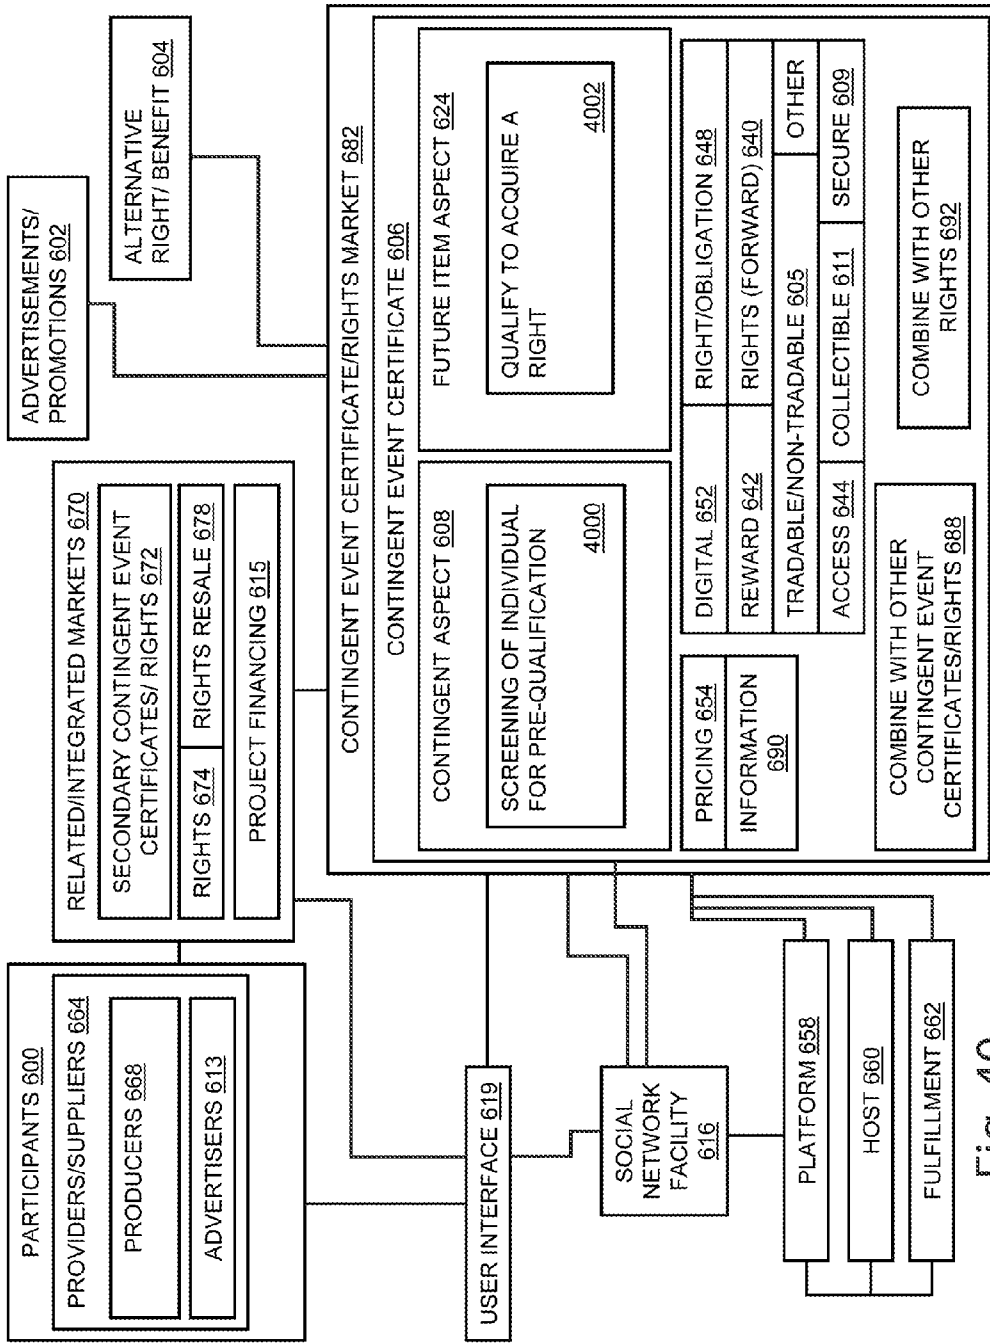 PARTICIPANTS 600
PROVIDERS/SUPPLIERS 664
PRODUCERS 668
ADVERTISERS 613
RELATED/INTEGRATED MARKETS 670
SECONDARY CONTINGENT EVENT
CERTIFICATES/ RIGHTS 672
RIGHTS 674
RIGHTS RESALE 678
PROJECT FINANCING 615
ADVERTISEMENTS/
PROMOTIONS 602
ALTERNATIVE
RIGHT/ BENEFIT 604
USER INTERFACE 619
SOCIAL
NETWORK
FACILITY
616
PLATFORM 658
HOST 660
FULFILLMENT 662
CONTINGENT EVENT CERTIFICATE/RIGHTS MARKET 682
CONTINGENT EVENT CERTIFICATE 606
CONTINGENT ASPECT 608
SCREENING OF INDIVIDUAL
FOR PRE-QUALIFICATION
4000
FUTURE ITEM ASPECT 624
QUALIFY TO ACQUIRE A
RIGHT
4002
PRICING 654
INFORMATION
690
DIGITAL 652
RIGHT/OBLIGATION 648
REWARD 642
RIGHTS (FORWARD) 640
TRADABLE/NON-TRADABLE 605
OTHER
ACCESS 644
COLLECTIBLE 611
SECURE 609
COMBINE WITH OTHER
CONTINGENT EVENT
CERTIFICATES/RIGHTS 688
COMBINE WITH OTHER
RIGHTS 692